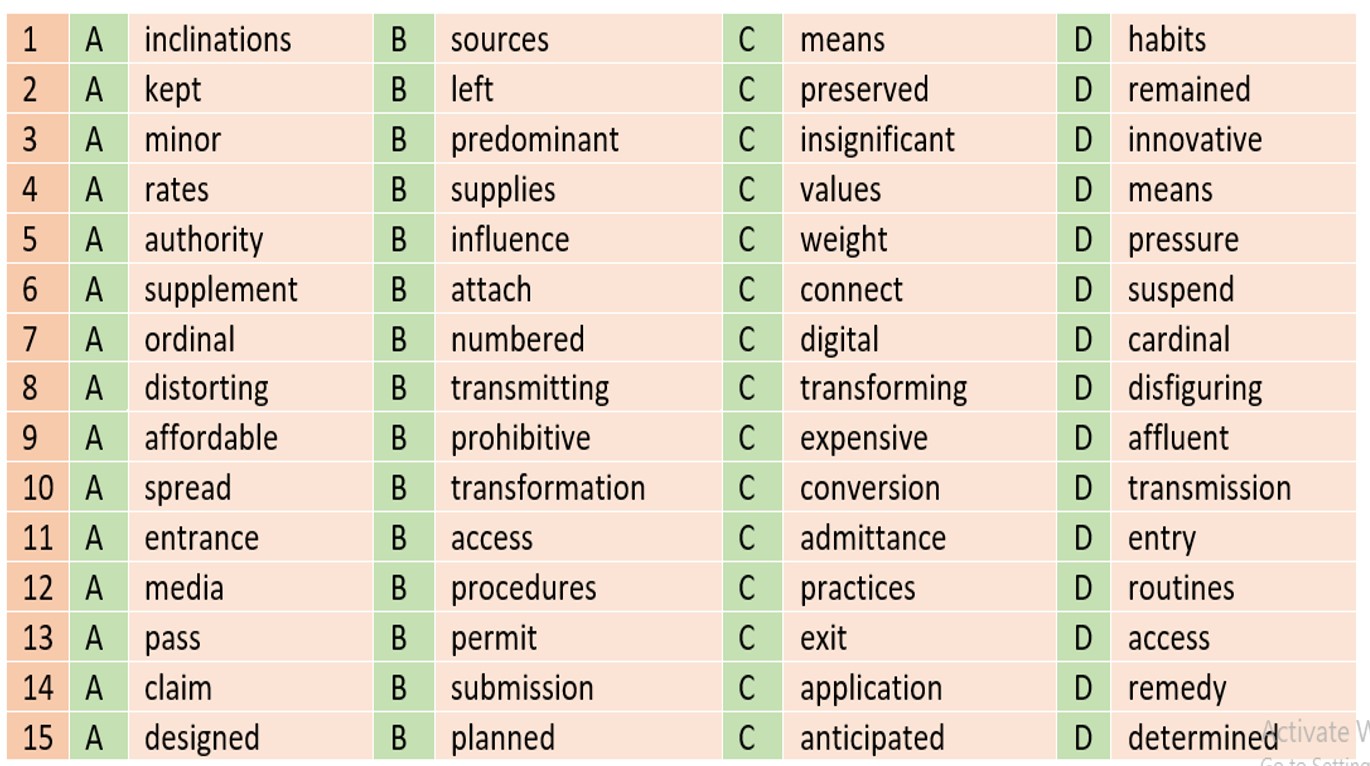 1 A inclinations B sources C means D habits
2 A kept B left C preserved D remained
3 A minor B predominant C insignificant D innovative
4 A rates B supplies C values D means
5 A authority B influence C weight D pressure
6 A supplement B attach C connect D suspend
7 A ordinal B numbered C digital D cardinal
8 A distorting B transmitting C transforming D disfiguring
9 A affordable B prohibitive C expensive D affluent
10 A spread B transformation C conversion D transmission
11 A entrance B access C admittance D entry
12 A media B procedures C practices D routines
13 A pass B permit C exit D access
14 A claim B submission C application D remedy
15 A designed B planned C anticipated D determined
Activate W
Go to Setting